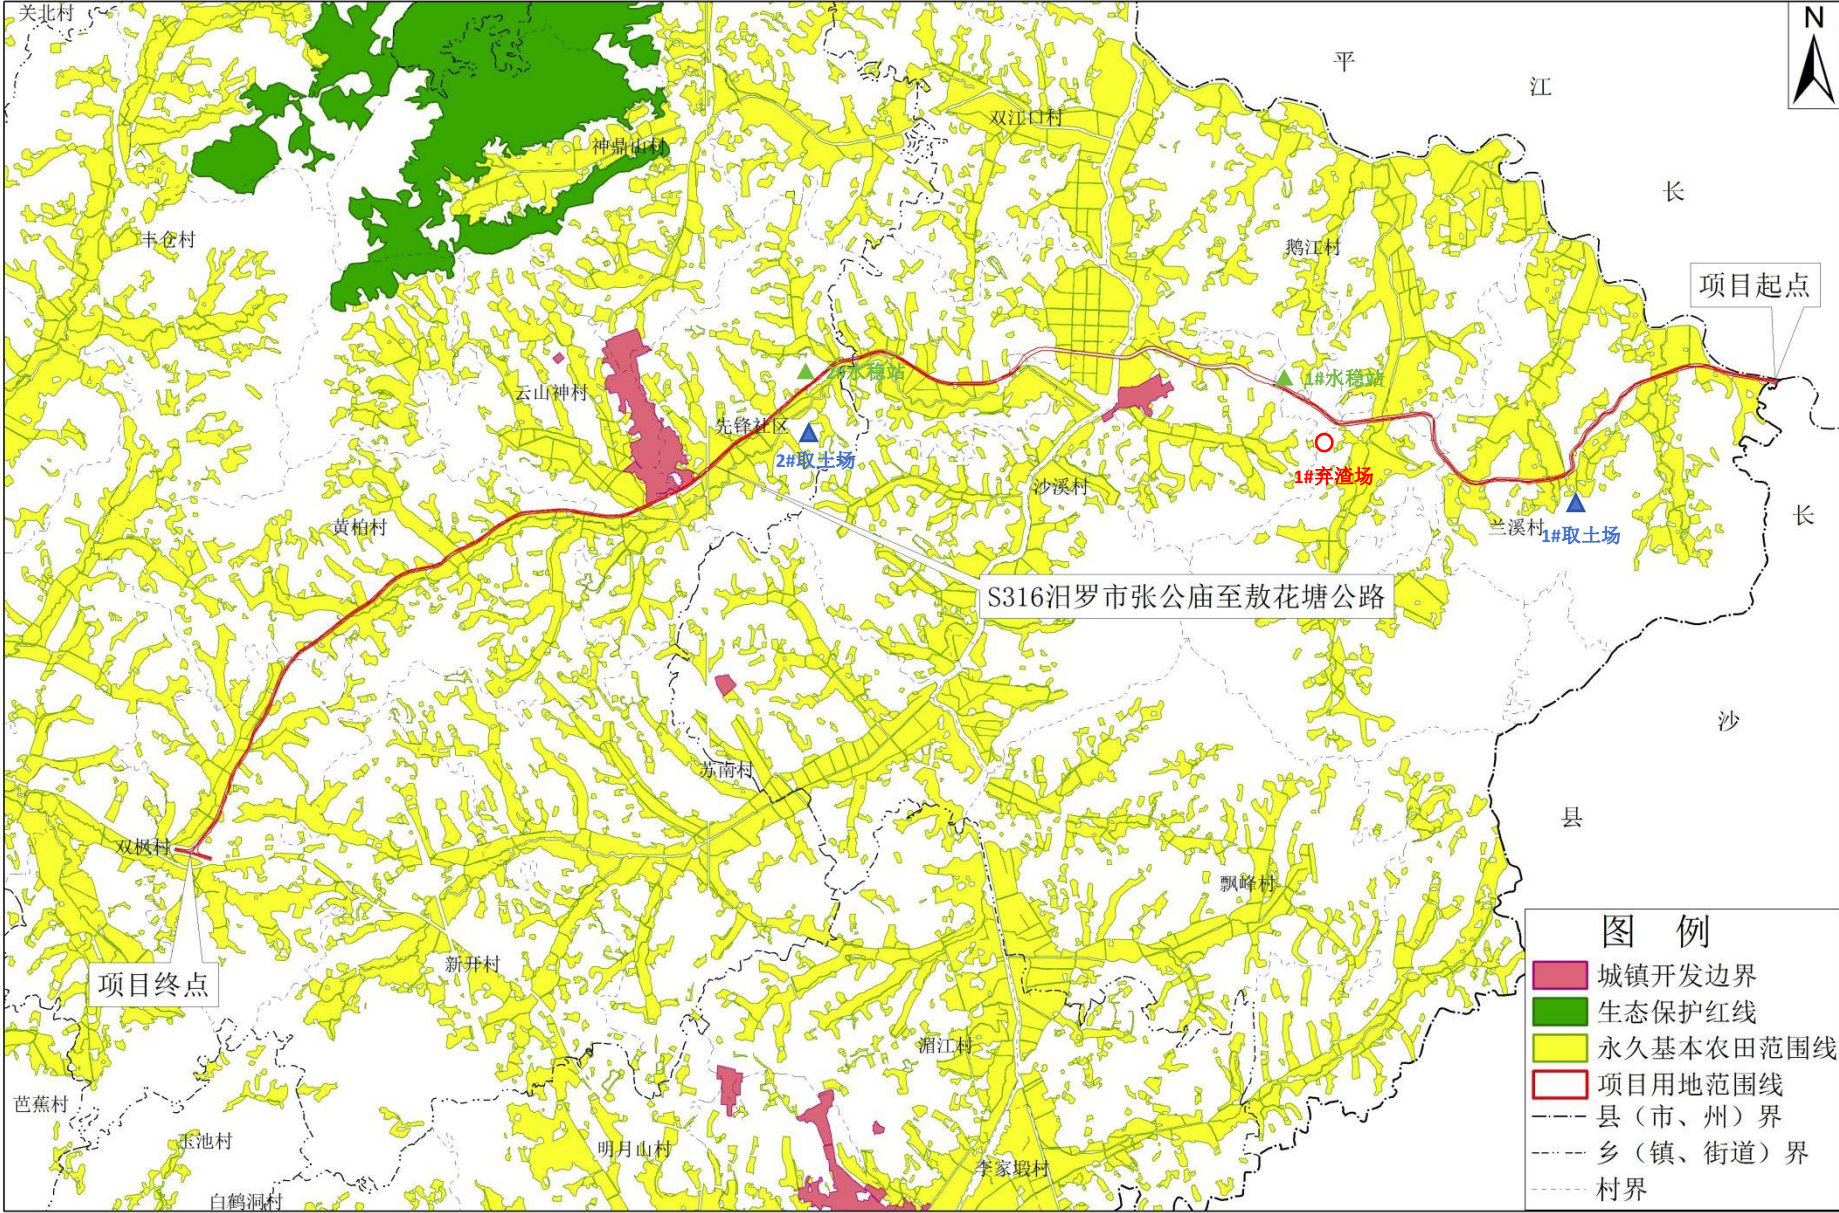 关北村
N
平
江
双江口村
神鼎山村
长
丰仓村
鹅江村
项目起点
2#水稳站
1#水稳站
云山神村
先锋社区
2#取土场
1#弃渣场
沙溪村
长
黄柏村
兰溪村
1#取土场
S316汨罗市张公庙至敖花塘公路
沙
苏南村
县
双枫村
飘峰村
图 例
新开村
项目终点
城镇开发边界
生态保护红线
湄江村
永久基本农田范围线
项目用地范围线
芭蕉村
县（市、州）界
玉池村
明月山村
乡（镇、街道）界
李家塅村
村界
白鹤洞村